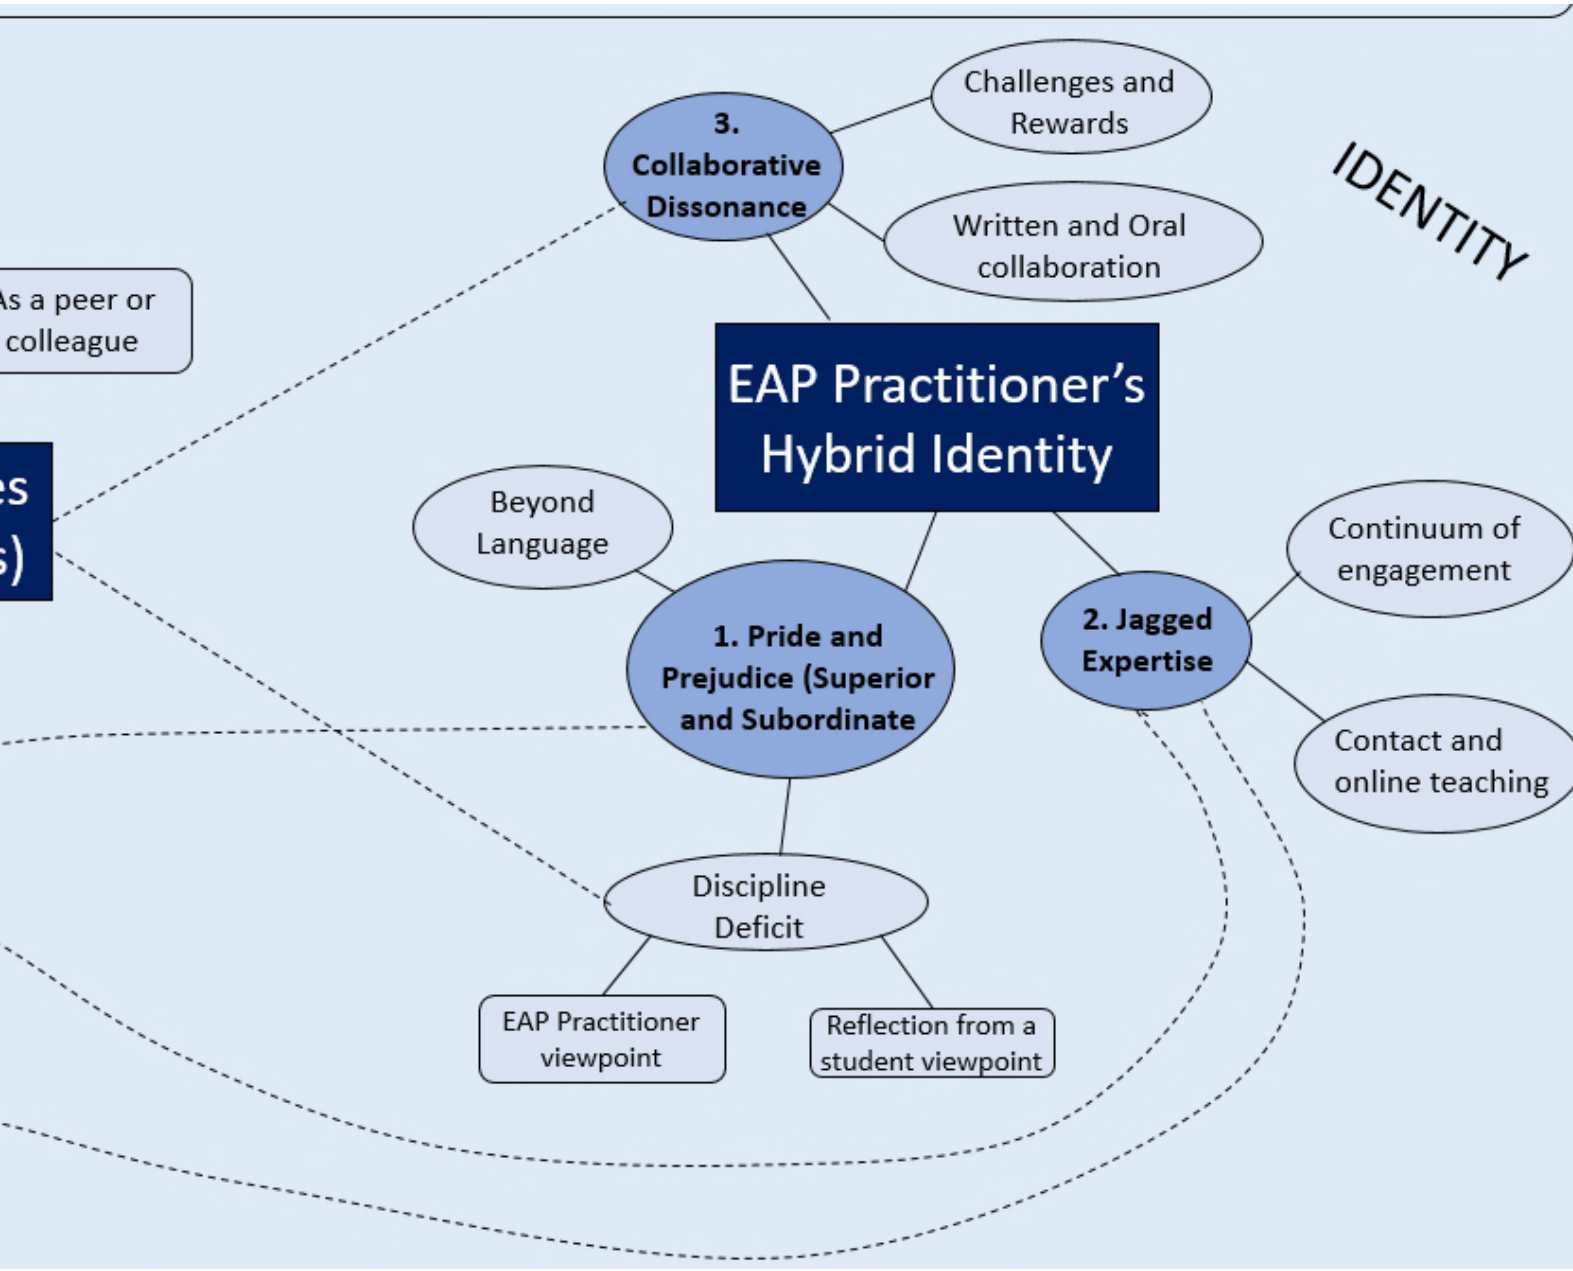 Challenges and
Rewards
3.
Collaborative
Dissonance
IDENTITY
Written and Oral
collaboration
As a peer or
colleague
EAP Practitioner’s
Hybrid Identity
es
s)
Beyond
Language
Continuum of
engagement
1. Pride and
Prejudice (Superior
and Subordinate
2. Jagged
Expertise
Contact and
online teaching
Discipline
Deficit
EAP Practitioner
viewpoint
Reflection from a
student viewpoint